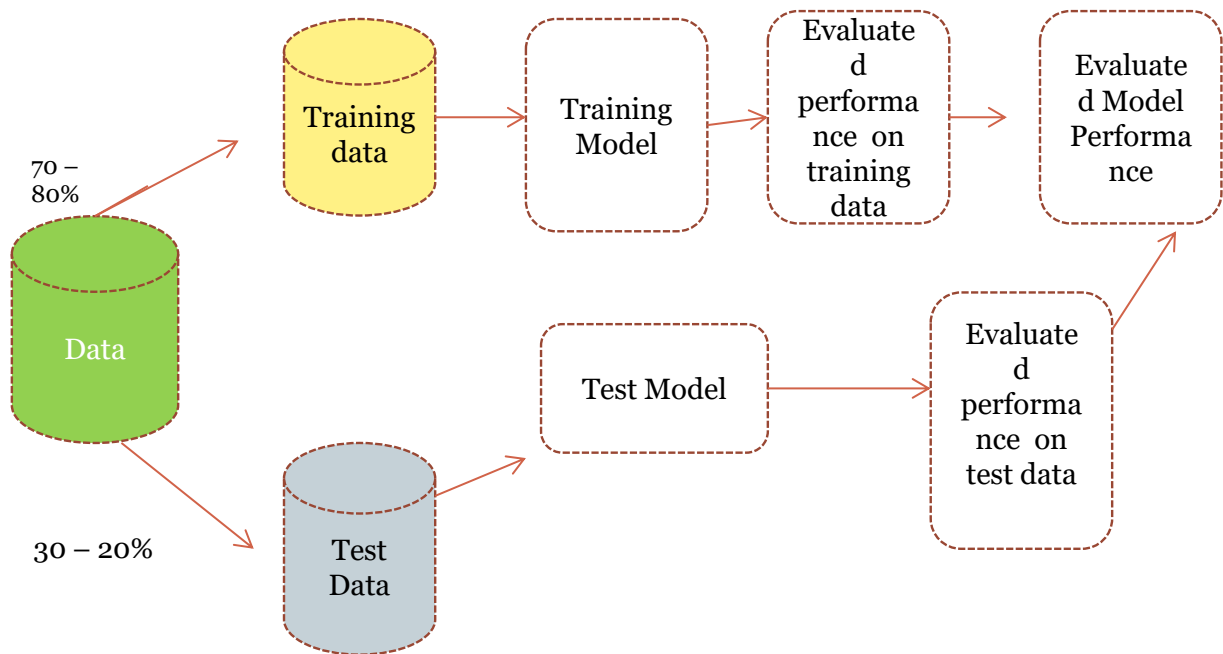 70 –
80%
Data
30 – 20%
Training
data
Training
Model
Evaluate
d
performa
nce on
training
data
Evaluate
d Model
Performa
nce
Test
Data
Test Model
Evaluate
d
performa
nce on
test data